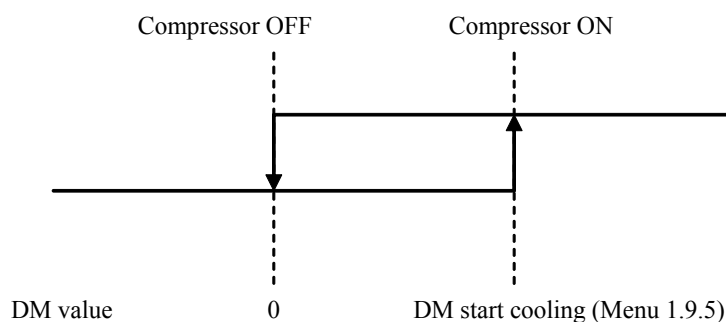 Compressor OFF Compressor ON
DM value 0 DM start cooling (Menu 1.9.5)